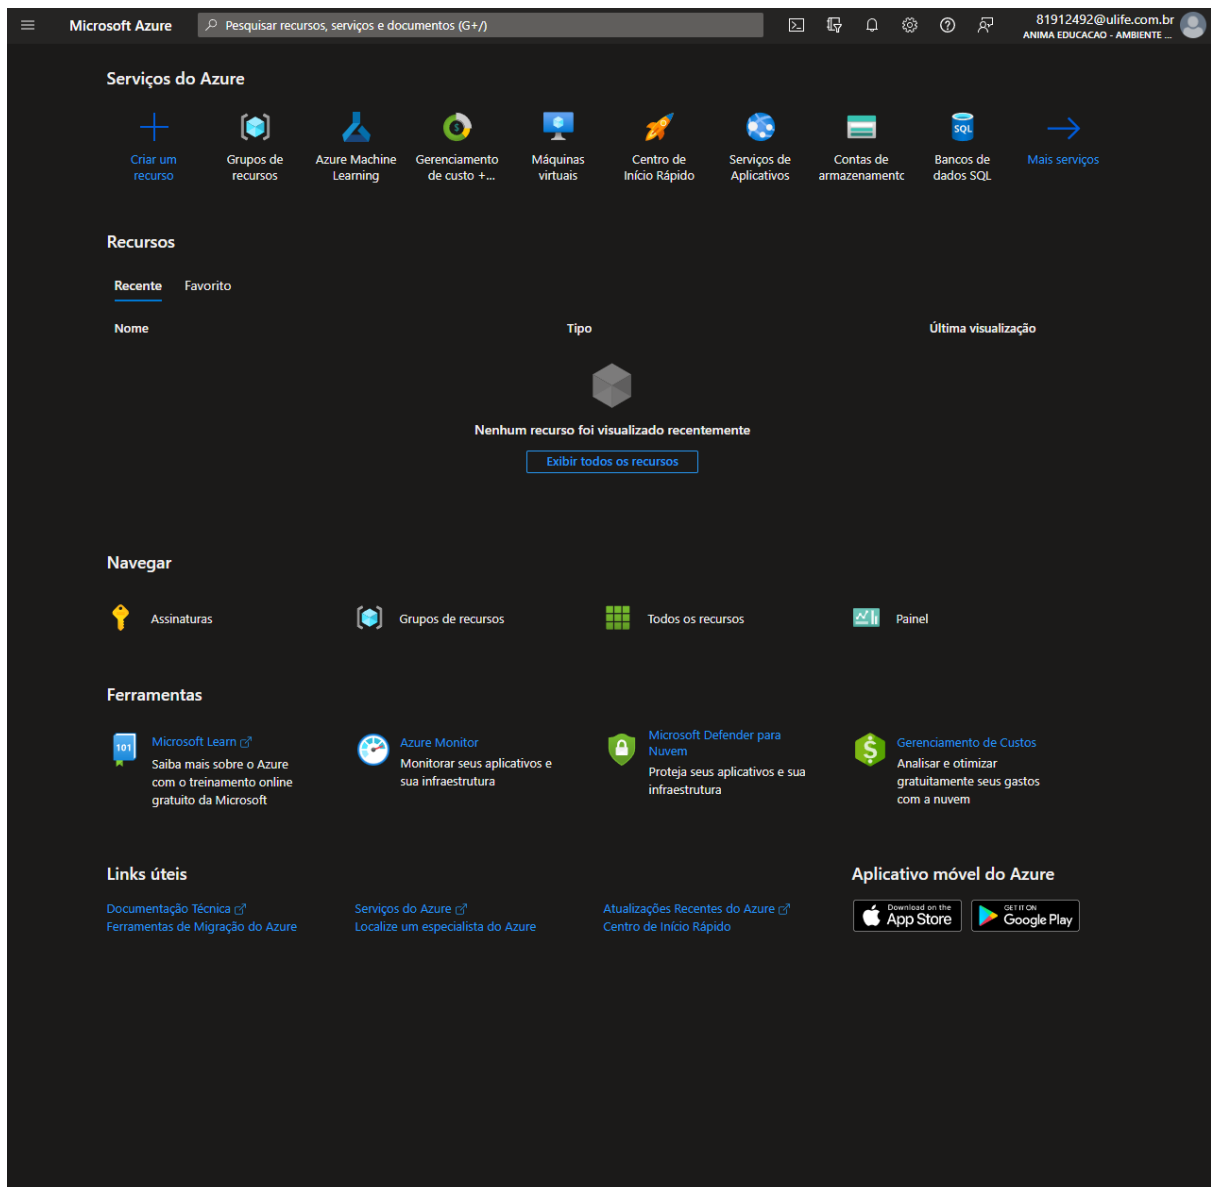 Microsoft Azure
Pesquisar recursos, serviços e documentos (G+/)
81912492@ulife.com.br
ANIMA EDUCACAO - AMBIENTE ...
Serviços do Azure
Criar um recurso
Grupos de recursos
Azure Machine Learning
Gerenciamento de custo +...
Máquinas virtuais
Centro de Início Rápido
Serviços de Aplicativos
Contas de armazenamentc
Bancos de dados SQL
SQL
Mais serviços
Recursos
Recente
Favorito
Nome
Tipo
Última visualização
Nenhum recurso foi visualizado recentemente
Exibir todos os recursos
Navegar
Assinaturas
Grupos de recursos
Todos os recursos
Painel
Ferramentas
101
Microsoft Learn
Saiba mais sobre o Azure
com o treinamento online
gratuito da Microsoft
Azure Monitor
Monitorar seus aplicativos e
sua infraestrutura
Microsoft Defender para
Nuvem
Proteja seus aplicativos e sua
infraestrutura
Gerenciamento de Custos
Analisar e otimizar
gratuitamente seus gastos
com a nuvem
Links úteis
Documentação Técnica
Ferramentas de Migração do Azure
Serviços do Azure
Localize um especialista do Azure
Atualizações Recentes do Azure
Centro de Início Rápido
Aplicativo móvel do Azure
Download on the
App Store
GET IT ON
Google Play